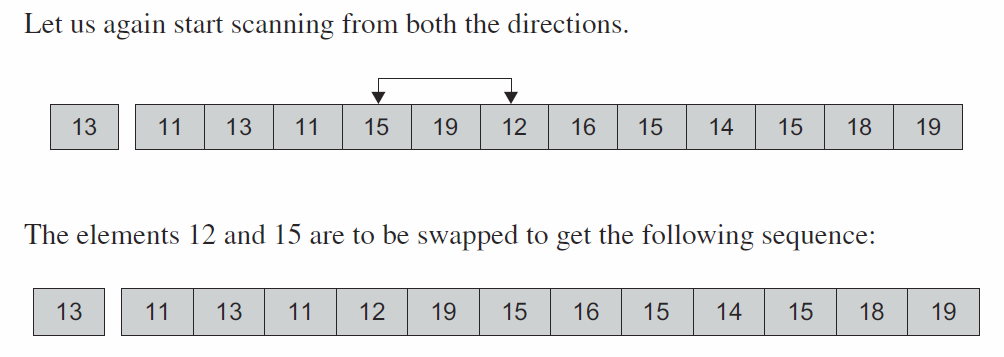 Let us again start scanning from both the directions.
13 11 13 11 15 19 12 16 15 14 15 18 19
The elements 12 and 15 are to be swapped to get the following sequence:
13 11 13 11 12 19 15 16 15 14 15 18 19